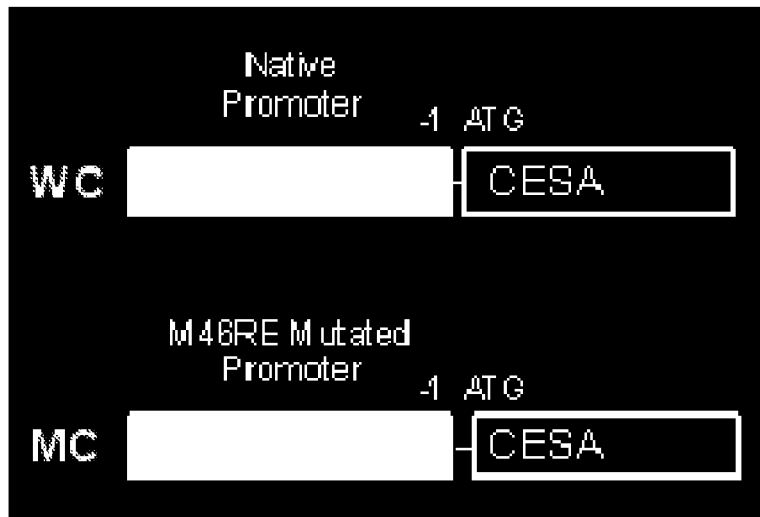 Native
Promoter
-1 ATG
WC
CESA
M46RE Mutated
Promoter
-1 ATG
MC
CESA